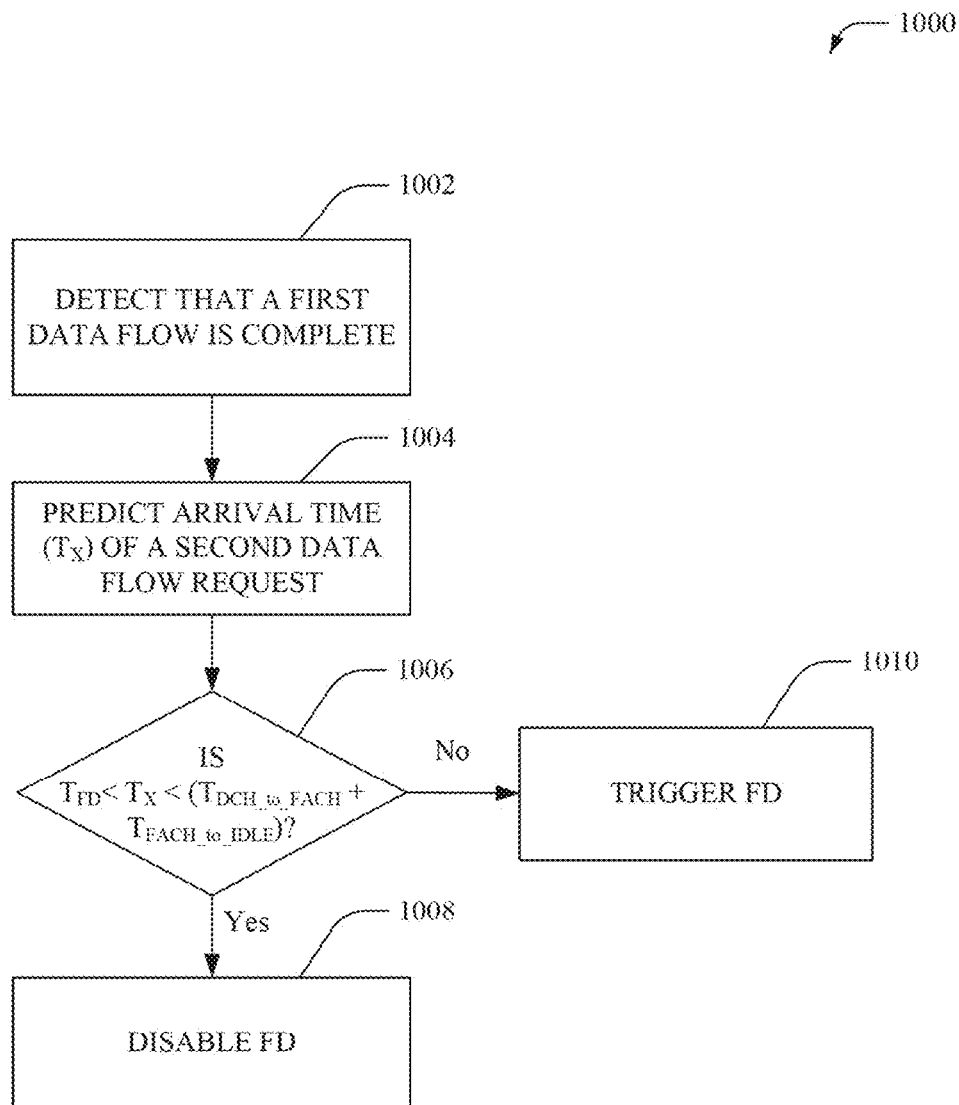 1000
1002
DETECT THAT A FIRST
DATA FLOW IS COMPLETE
1004
PREDICT ARRIVAL TIME
(TX) OF A SECOND DATA
FLOW REQUEST
1006
IS
TFD< TX < (TDCH_to_FACH +
TFACH_to_IDLE)?
No
1010
TRIGGER FD
Yes
1008
DISABLE FD